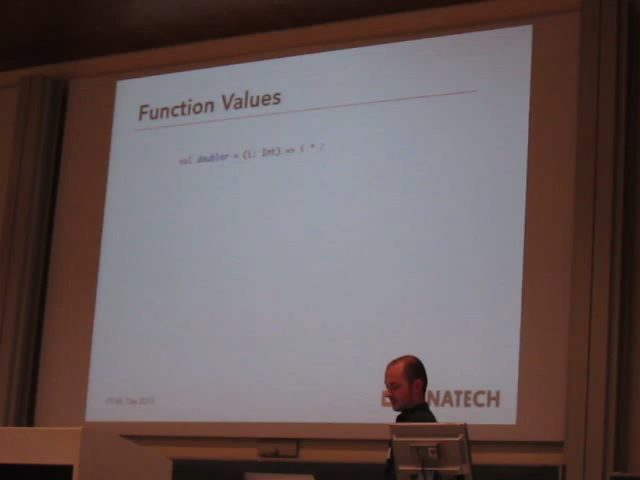 Function Values
val doubler = (i: Int) => i * 2
NATECH